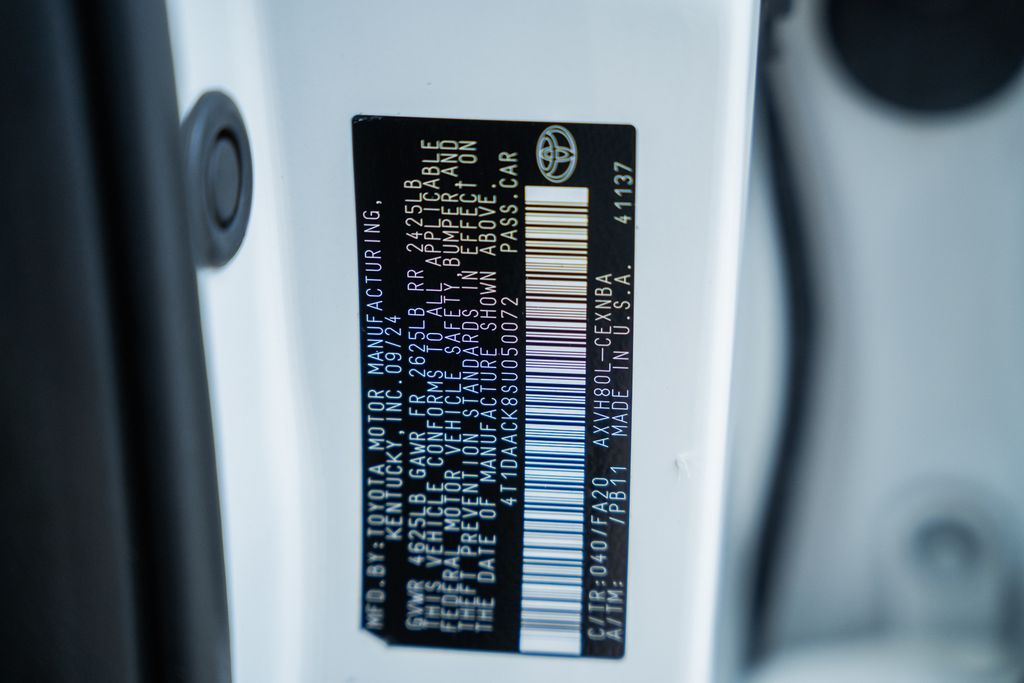 MFD.BY:TOYOTA MOTOR MANUFACTURING,
KENTUCKY,INC.09/24
GVWR 4625LB GAWR FR 2625LB RR 2425LB
THIS VEHICLE CONFORMS TO ALL APPLICABLE
FEDERAL MOTOR VEHICLE SAFETY, BUMPER AND
THEFT PREVENTION STANDARDS IN EFFECT ON
THE DATE OF MANUFACTURE SHOWN ABOVE.
4T1DAACK8SU050072 PASS.CAR
C/TR:040/FA20 AXVH80L-CEXNBA
A/TM: /PB11 MADE IN U.S.A. 41137